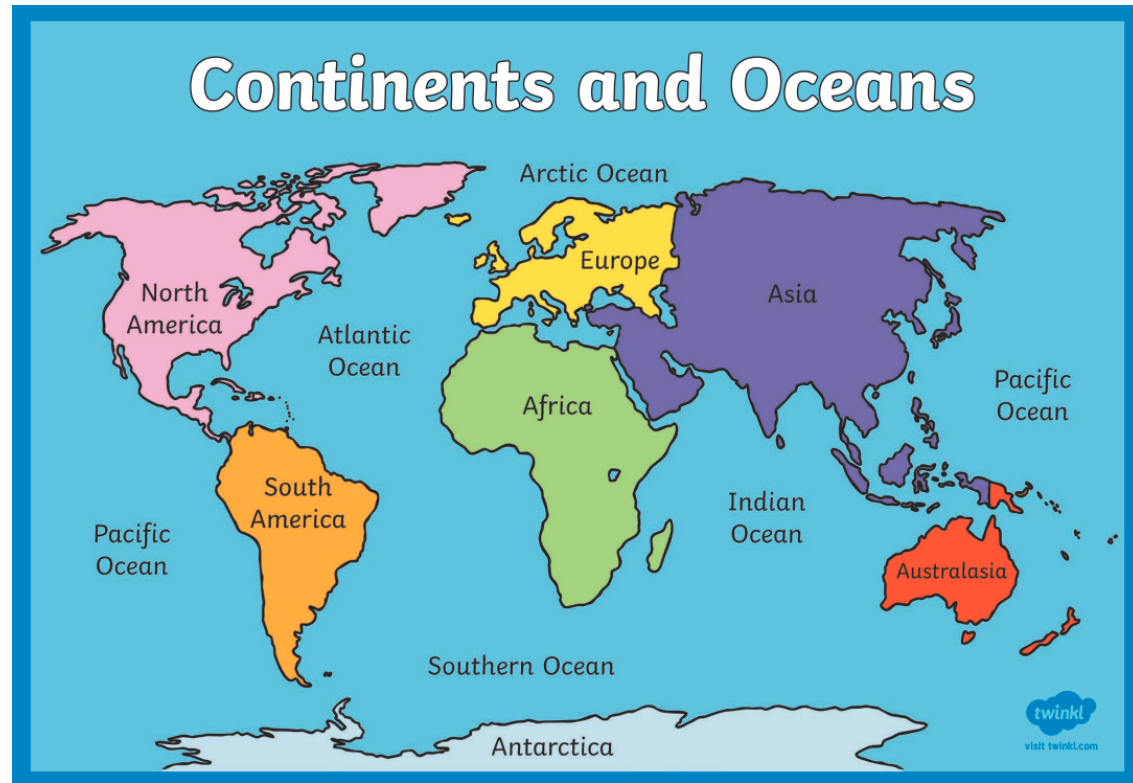 Continents and Oceans
Arctic Ocean
Europe
Asia
North
America
Atlantic
Ocean
Pacific
Ocean
Africa
South
America
Indian
Ocean
Pacific
Ocean
Australasia
Southern Ocean
Antarctica
twinkl
visit twinkl.com